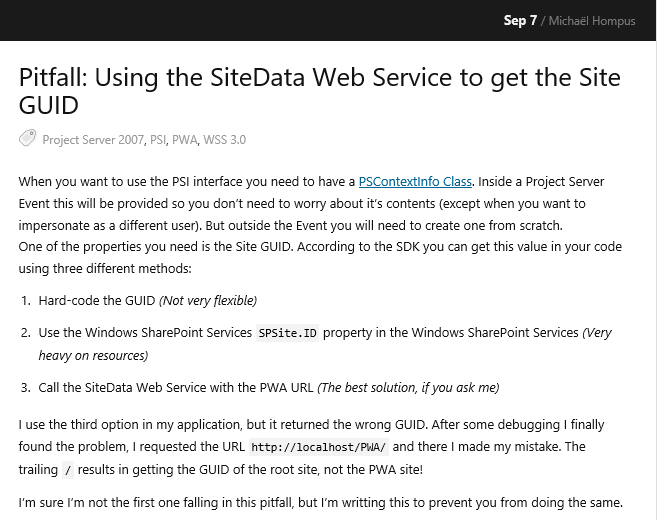 Sep 7 / Michaël Hompus
Pitfall: Using the SiteData Web Service to get the Site
GUID
Project Server 2007, PSI, PWA, WSS 3.0
When you want to use the PSI interface you need to have a PSContextInfo Class. Inside a Project Server
Event this will be provided so you don't need to worry about it's contents (except when you want to
impersonate as a different user). But outside the Event you will need to create one from scratch.
One of the properties you need is the Site GUID. According to the SDK you can get this value in your code
using three different methods:
1. Hard-code the GUID (Not very flexible)
2. Use the Windows SharePoint Services SPSite.ID property in the Windows SharePoint Services (Very
heavy on resources)
3. Call the SiteData Web Service with the PWA URL (The best solution, if you ask me)
I use the third option in my application, but it returned the wrong GUID. After some debugging I finally
found the problem, I requested the URL http://localhost/PWA/ and there I made my mistake. The
trailing / results in getting the GUID of the root site, not the PWA site!
I'm sure I'm not the first one falling in this pitfall, but I'm writting this to prevent you from doing the same.